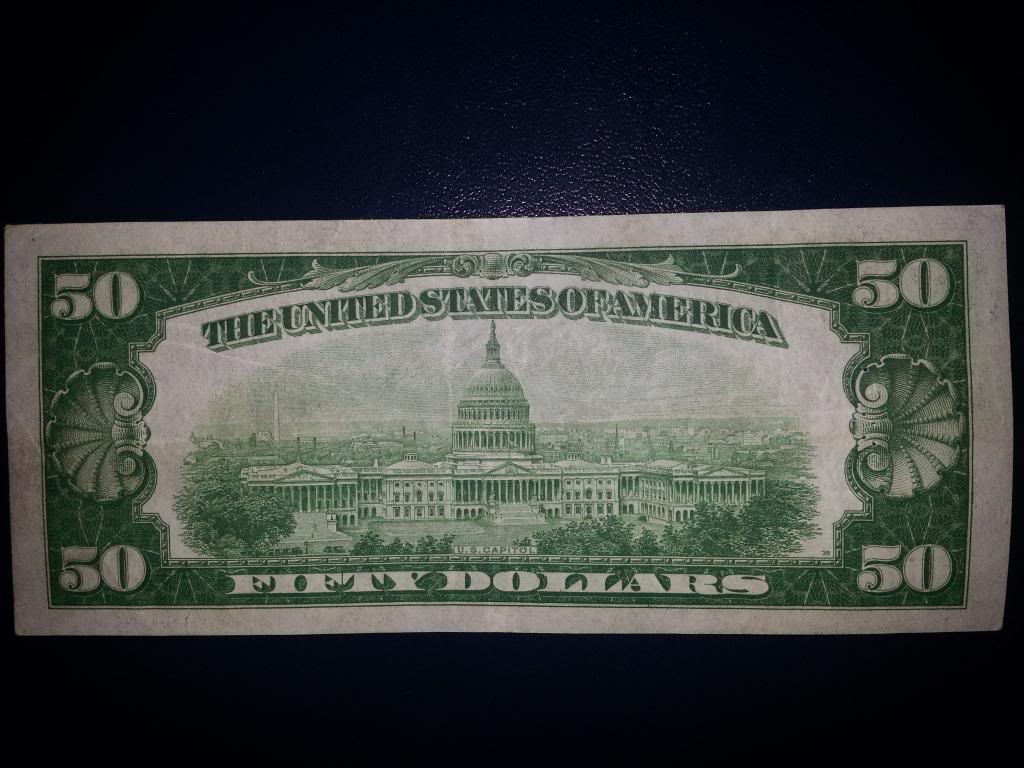 50 50
THE UNITED STATES OF AMERICA
U.S. CAPITOL
50 50
FIFTY DOLLARS